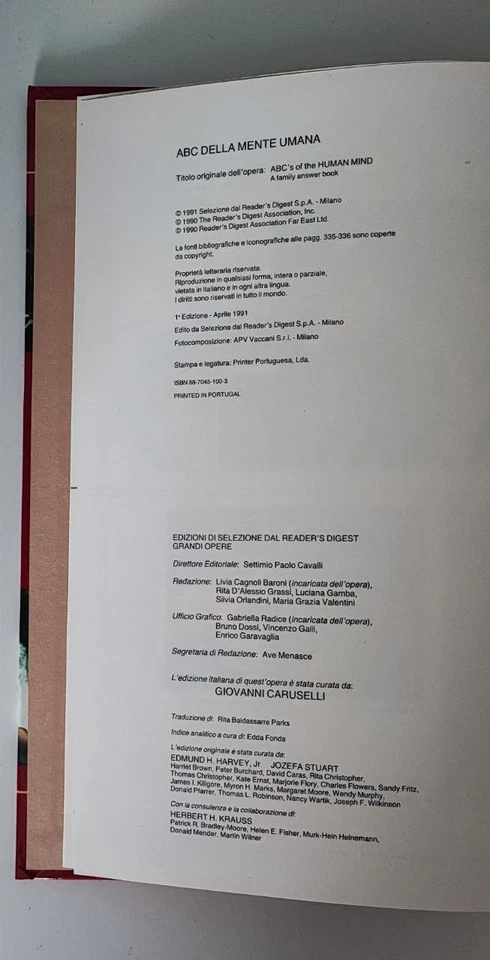 ABC DELLA MENTE UMANA
Titolo originale dell'opera: ABC's of the HUMAN MIND
A family answer book
© 1991 Selezione dal Reader's Digest S.p.A. - Milano
© 1990 The Reader's Digest Association, Inc.
© 1990 Reader's Digest Association Far East Ltd.
Le fonti bibliografiche e iconografiche alle pagg. 335-336 sono coperte
da copyright.
Proprietà letteraria riservata.
Riproduzione in qualsiasi forma, intera o parziale,
vietata in italiano e in ogni altra lingua.
I diritti sono riservati in tutto il mondo.
1ª Edizione - Aprile 1991
Edito da Selezione dal Reader's Digest S.p.A. - Milano
Fotocomposizione: APV Vaccani S.r.l. - Milano
Stampa e legatura: Printer Portuguesa, Lda.
ISBN 88-7045-100-3
PRINTED IN PORTUGAL
EDIZIONI DI SELEZIONE DAL READER'S DIGEST
GRANDI OPERE
Direttore Editoriale: Settimio Paolo Cavalli
Redazione: Livia Cagnoli Baroni (incaricata dell'opera),
Rita D'Alessio Grassi, Luciana Gamba,
Silvia Orlandini, Maria Grazia Valentini
Ufficio Grafico: Gabriella Radice (incaricata dell'opera),
Bruno Dossi, Vincenzo Galli,
Enrico Garavaglia
Segretaria di Redazione: Ave Menasce
L'edizione italiana di quest'opera è stata curata da:
GIOVANNI CARUSELLI
Traduzione di: Rita Baldassarre Parks
Indice analitico a cura di: Edda Fonda
L'edizione originale è stata curata da:
EDMUND H. HARVEY, Jr. JOZEFA STUART
Harriet Brown, Peter Burchard, David Caras, Rita Christopher,
Thomas Christopher, Kate Ernst, Marjorie Flory, Charles Flowers, Sandy Fritz,
James I. Killgore, Myron H. Marks, Margaret Moore, Wendy Murphy,
Donald Pfarrer, Thomas L. Robinson, Nancy Wartik, Joseph F. Wilkinson
Con la consulenza e la collaborazione di:
HERBERT H. KRAUSS
Patrick R. Bradley-Moore, Helen E. Fisher, Murk-Hein Heinemann,
Donald Mender, Martin Wilner